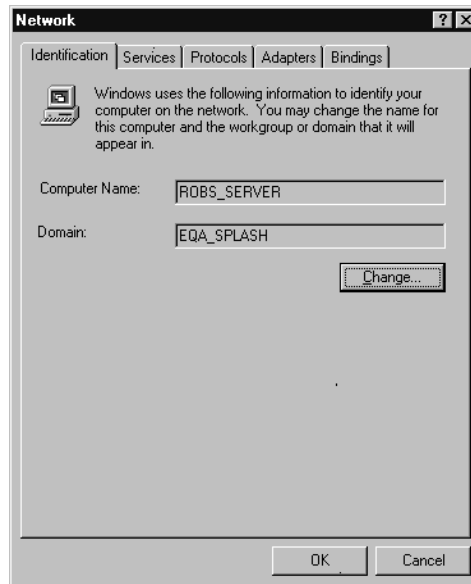 Network
Identification Services Protocols Adapters Bindings
Windows uses the following information to identify your
computer on the network. You may change the name for
this computer and the workgroup or domain that it will
appear in.
Computer Name: ROBS_SERVER
Domain: EQA_SPLASH
Change...
OK Cancel